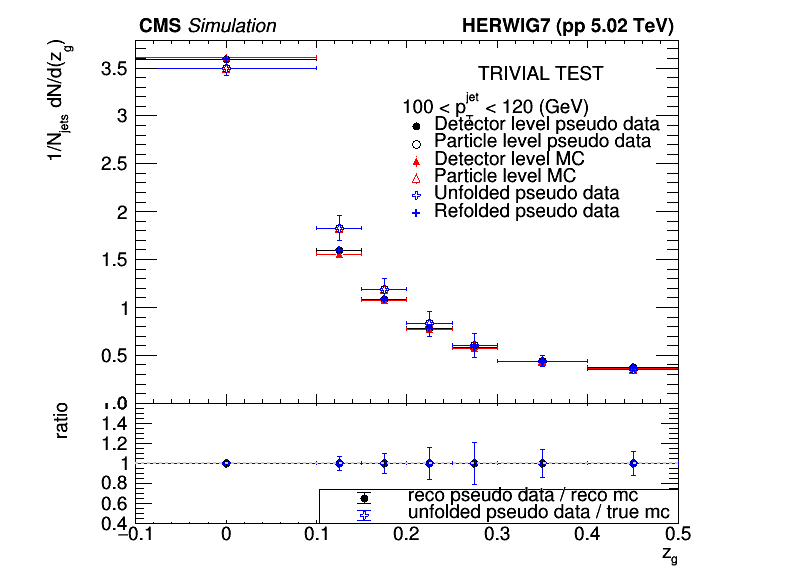 CMS Simulation HERWIG7 (pp 5.02 TeV)
1/N_jets dN/d(z_g)
TRIVIAL TEST
100 < p_T^jet < 120 (GeV)
Detector level pseudo data
Particle level pseudo data
Detector level MC
Particle level MC
Unfolded pseudo data
Refolded pseudo data
3.5
3
2.5
2
1.5
1
0.5
0
ratio
1.4
1.2
1
0.8
0.6
0.4
reco pseudo data / reco mc
unfolded pseudo data / true mc
−0.1 0 0.1 0.2 0.3 0.4 0.5
z_g